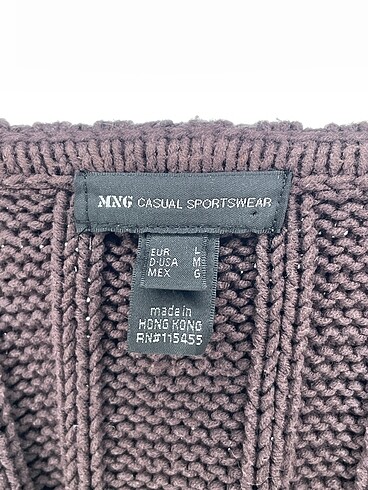 MNG CASUAL SPORTSWEAR
EUR L
D·USA M
MEX G
made in
HONG KONG
RN#115455